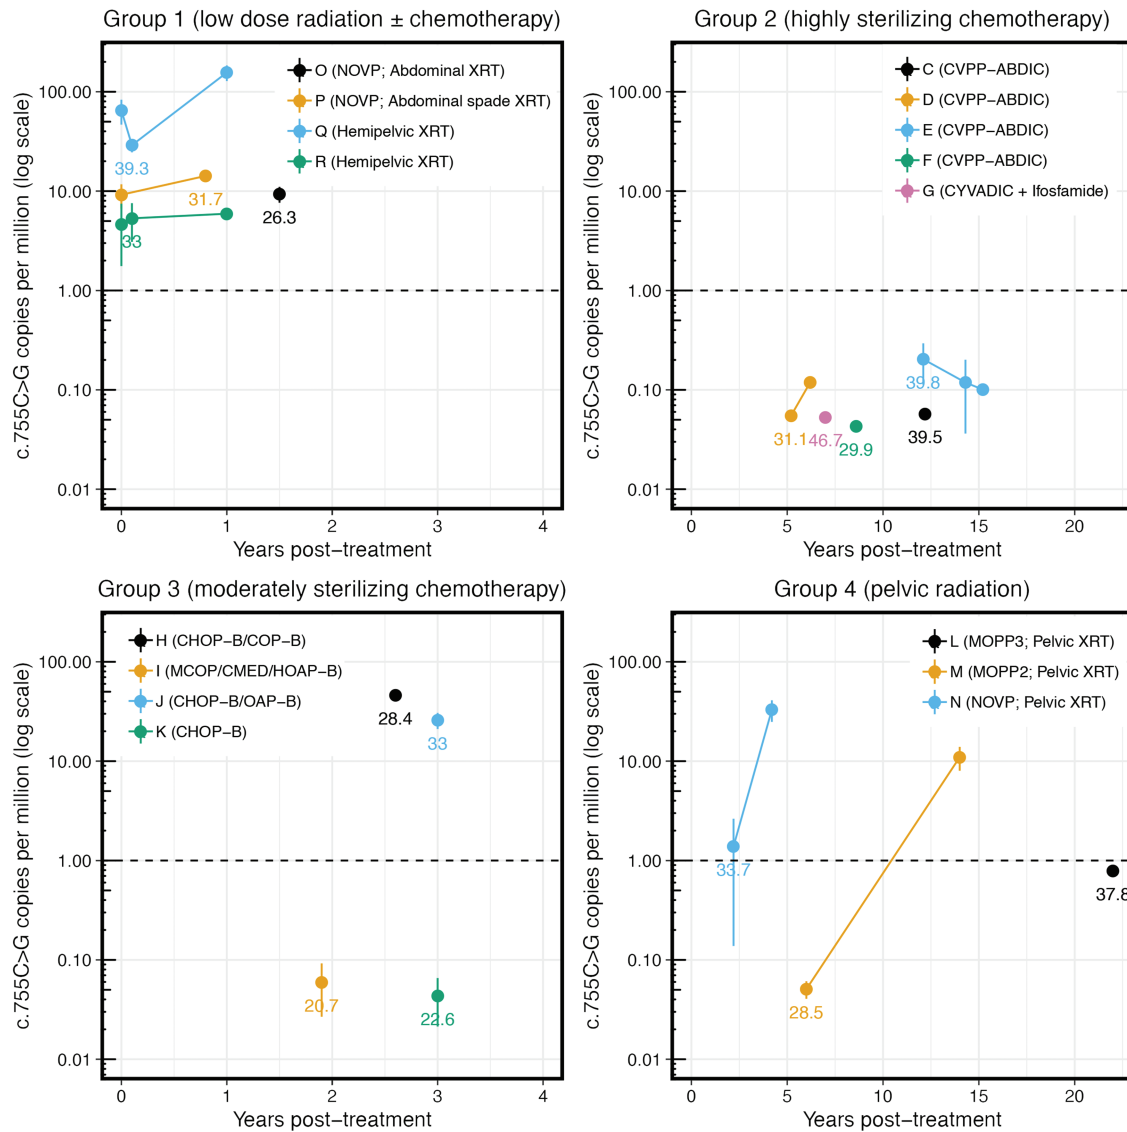 Group 1 (low dose radiation ± chemotherapy)
c.755C>G copies per million (log scale)
100.00
10.00
1.00
0.10
0.01
O (NOVP; Abdominal XRT)
P (NOVP; Abdominal spade XRT)
Q (Hemipelvic XRT)
R (Hemipelvic XRT)
39.3
31.7
26.3
33
0 1 2 3 4
Years post−treatment
Group 2 (highly sterilizing chemotherapy)
c.755C>G copies per million (log scale)
100.00
10.00
1.00
0.10
0.01
C (CVPP−ABDIC)
D (CVPP−ABDIC)
E (CVPP−ABDIC)
F (CVPP−ABDIC)
G (CYVADIC + Ifosfamide)
39.8
31.1
46.7
29.9
39.5
0 5 10 15 20
Years post−treatment
Group 3 (moderately sterilizing chemotherapy)
c.755C>G copies per million (log scale)
100.00
10.00
1.00
0.10
0.01
H (CHOP−B/COP−B)
I (MCOP/CMED/HOAP−B)
J (CHOP−B/OAP−B)
K (CHOP−B)
28.4
33
20.7
22.6
0 1 2 3 4
Years post−treatment
Group 4 (pelvic radiation)
c.755C>G copies per million (log scale)
100.00
10.00
1.00
0.10
0.01
L (MOPP3; Pelvic XRT)
M (MOPP2; Pelvic XRT)
N (NOVP; Pelvic XRT)
33.7
37.8
28.5
0 5 10 15 20
Years post−treatment